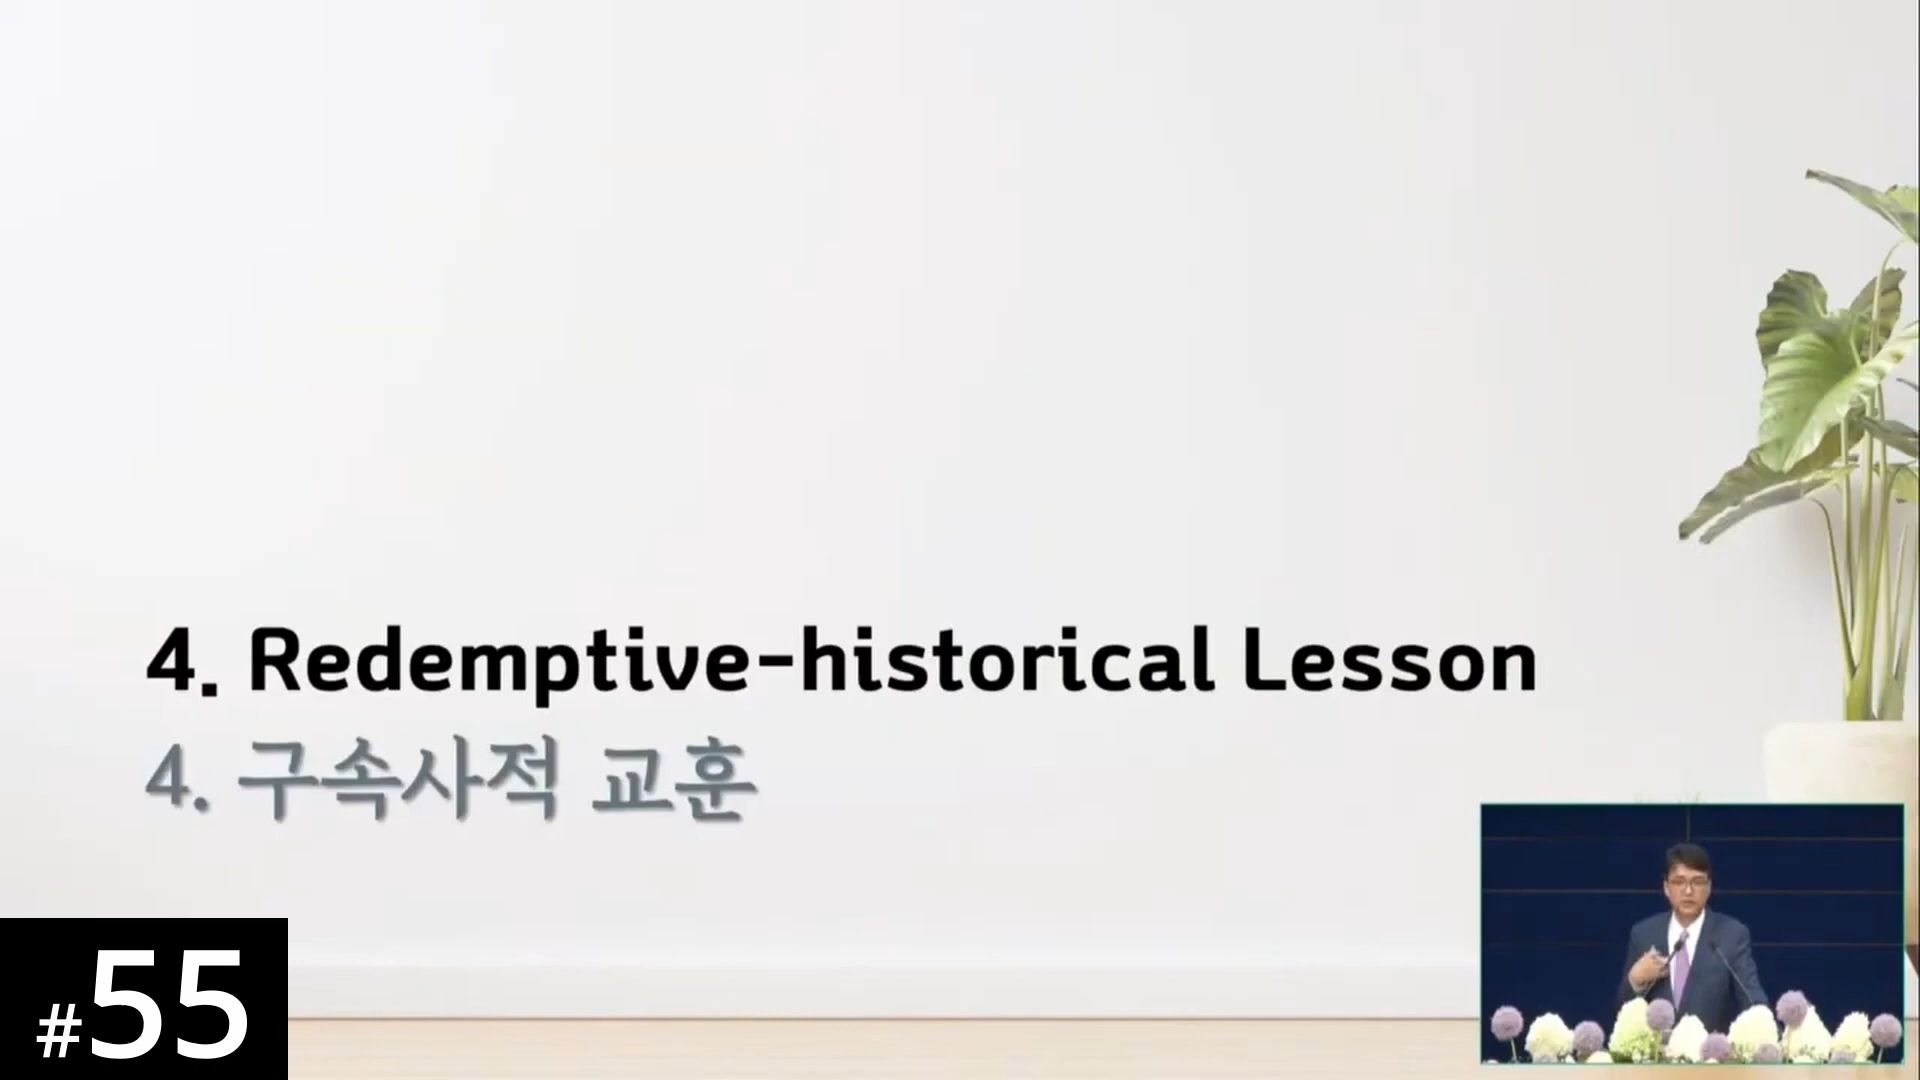 4. Redemptive-historical Lesson
4. 구속사적 교훈
#55